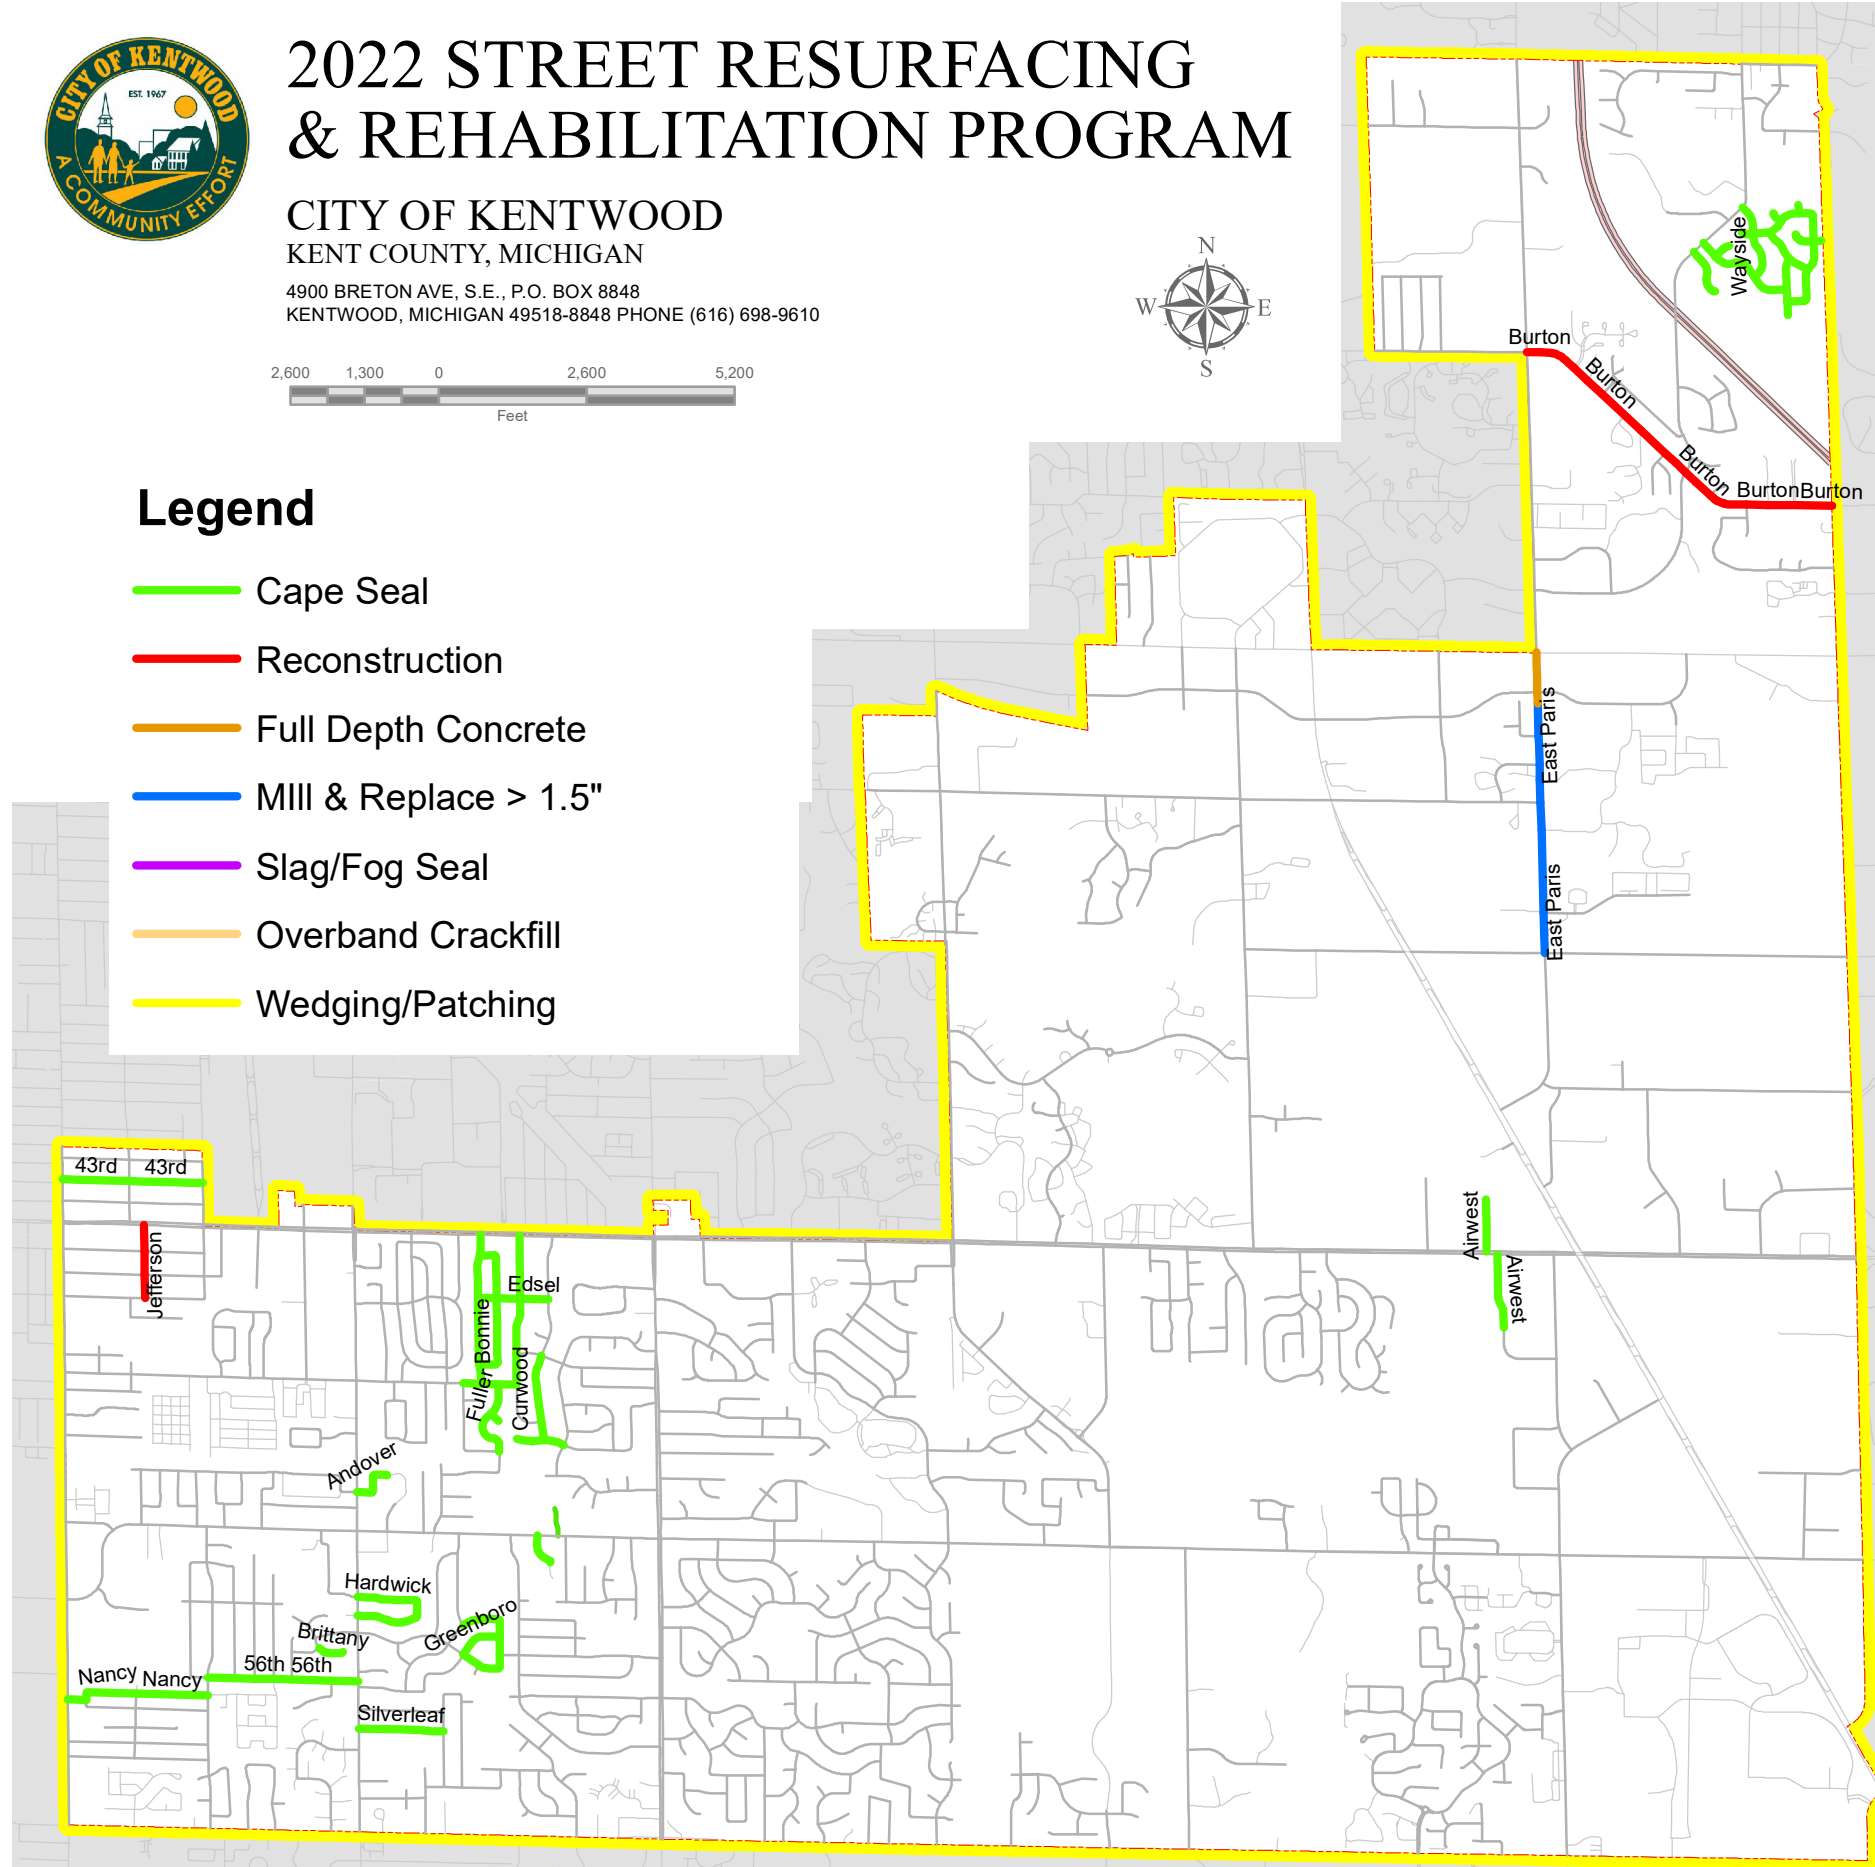 CITY OF KENTWOOD
EST. 1967
A COMMUNITY EFFORT
2022 STREET RESURFACING
& REHABILITATION PROGRAM
CITY OF KENTWOOD
KENT COUNTY, MICHIGAN
4900 BRETON AVE, S.E., P.O. BOX 8848
KENTWOOD, MICHIGAN 49518-8848 PHONE (616) 698-9610
2,600 1,300 0 2,600 5,200
Feet
N
W E
S
Legend
Cape Seal
Reconstruction
Full Depth Concrete
MIll & Replace > 1.5"
Slag/Fog Seal
Overband Crackfill
Wedging/Patching
Wayside
Burton
Burton
Burton
Burton
Burton
East Paris
East Paris
43rd
43rd
Jefferson
Airwest
Airwest
Edsel
Bonnie
Fuller
Curwood
Andover
Hardwick
Greenboro
Brittany
56th
56th
Nancy
Nancy
Silverleaf